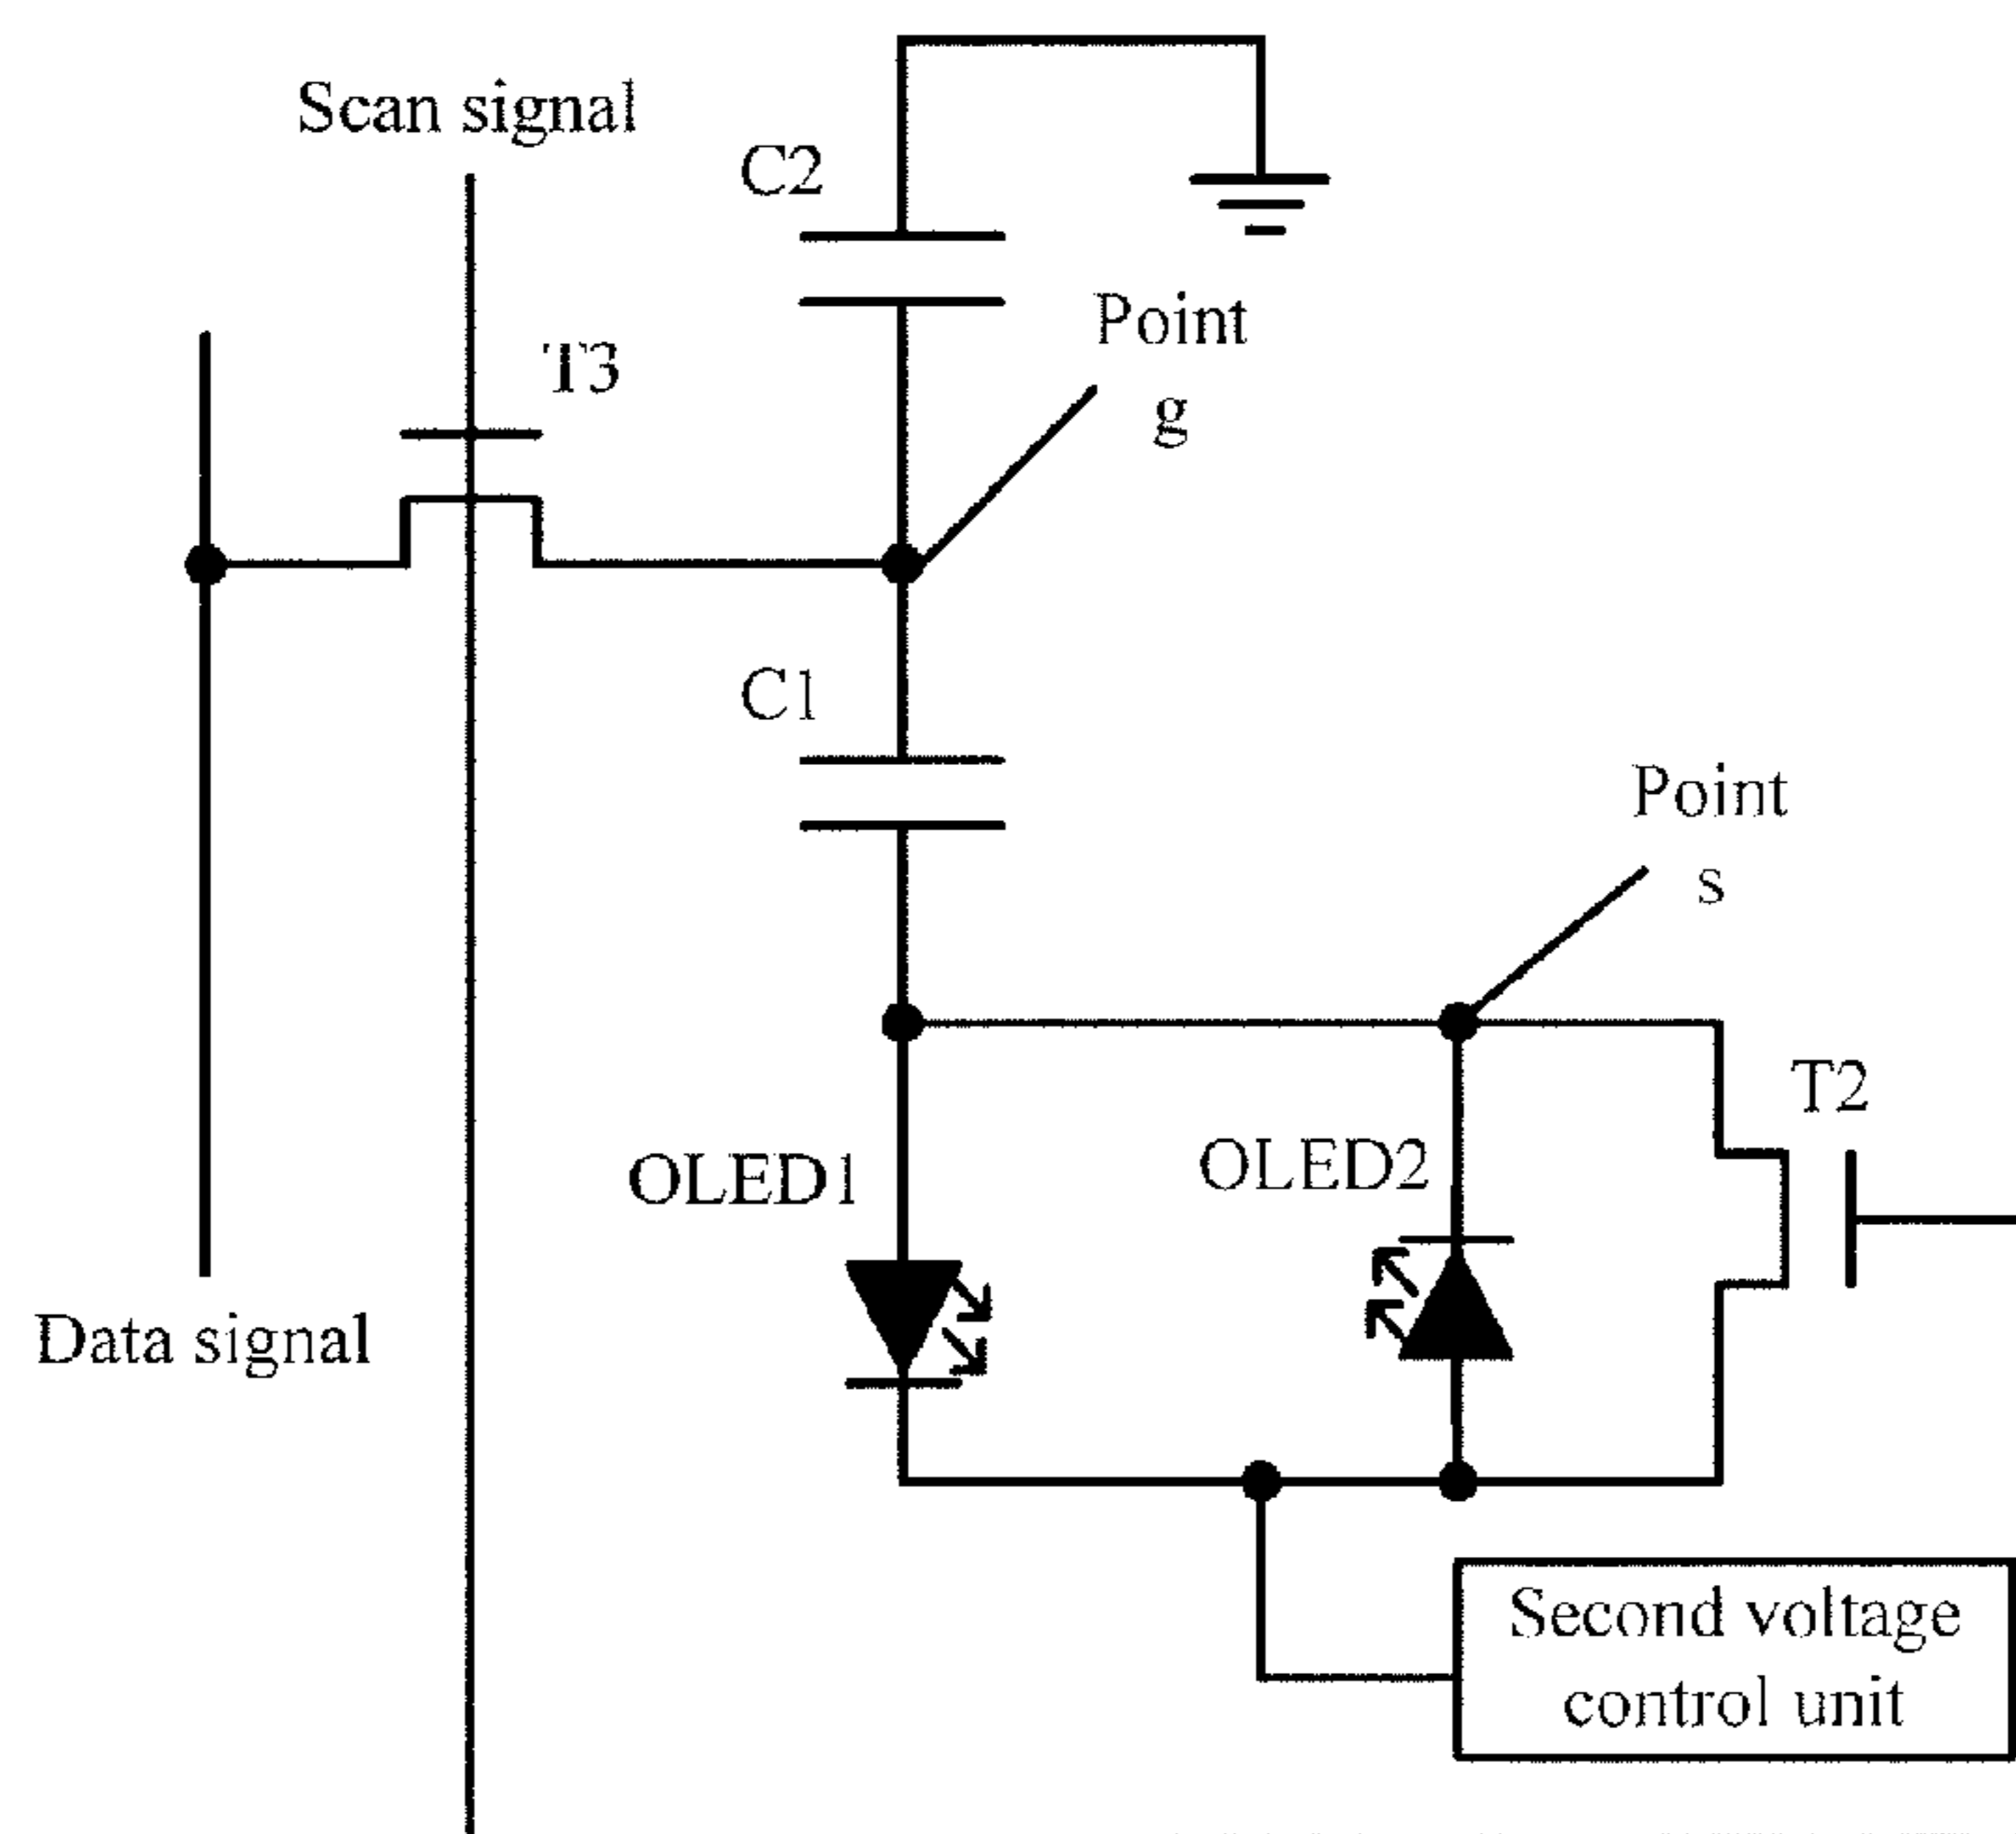 Scan signal
C2
Point
g
T3
C1
Point
s
T2
OLED1
OLED2
Data signal
Second voltage
control unit